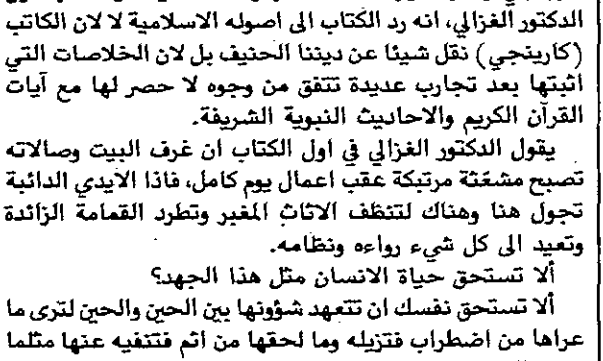 الدكتور الغزالي، انه رد الكتاب الى اصوله الاسلامية لا لان الكاتب
(كارينجي) نقل شيئا عن ديننا الحنيف بل لان الخلاصات التي
اثبتها بعد تجارب عديدة تتفق من وجوه لا حصر لها مع آيات
القرآن الكريم والاحاديث النبوية الشريفة.
يقول الدكتور الغزالي في اول الكتاب ان غرف البيت وصالاته
تصبح مشعّثة مرتبكة عقب اعمال يوم كامل، فاذا الايدي الدائبة
تجول هنا وهناك لتنظف الاثاث المغبر وتطرد القمامة الزائدة
وتعيد الى كل شيء رواءه ونظامه.
ألا تستحق حياة الانسان مثل هذا الجهد؟
ألا تستحق نفسك ان تتعهد شؤونها بين الحين والحين لترى ما
عراها من اضطراب فتزيله وما لحقها من اثم فتنفيه عنها مثلما